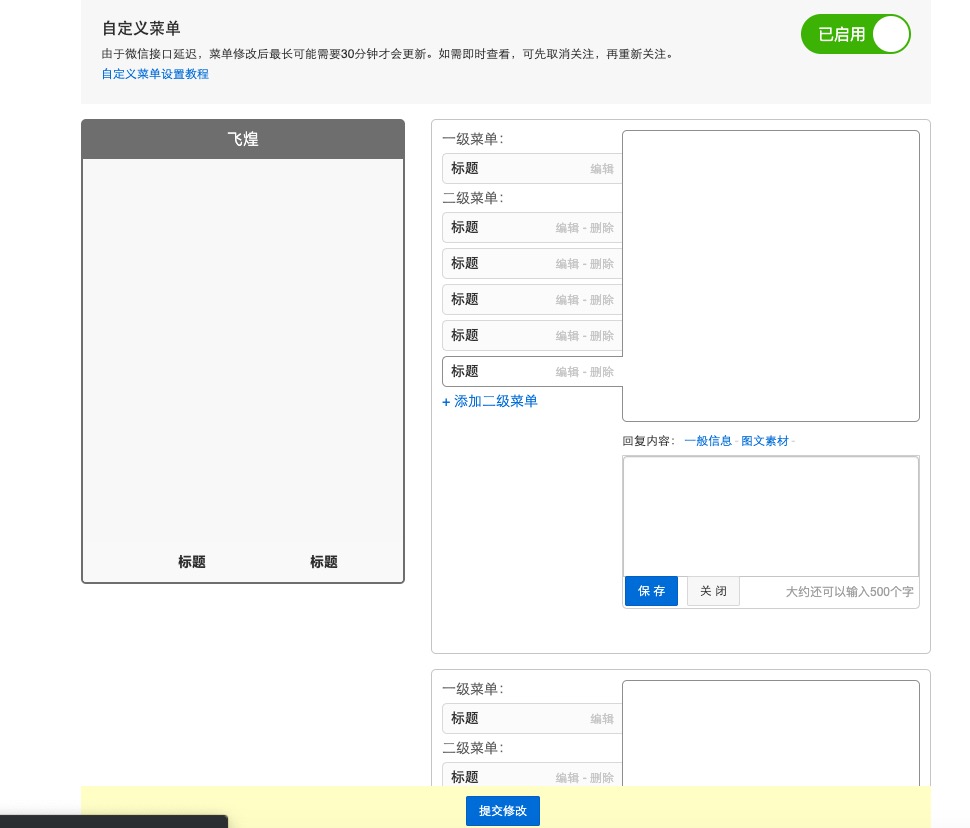 自定义菜单
已启用
由于微信接口延迟，菜单修改后最长可能需要30分钟才会更新。如需即时查看，可先取消关注，再重新关注。
自定义菜单设置教程
飞煌
标题
标题
一级菜单：
标题 编辑
二级菜单：
标题 编辑 - 删除
标题 编辑 - 删除
标题 编辑 - 删除
标题 编辑 - 删除
标题 编辑 - 删除
+ 添加二级菜单
回复内容： 一般信息 - 图文素材 -
保 存 关 闭 大约还可以输入500个字
一级菜单：
标题 编辑
二级菜单：
标题 编辑 - 删除
提交修改